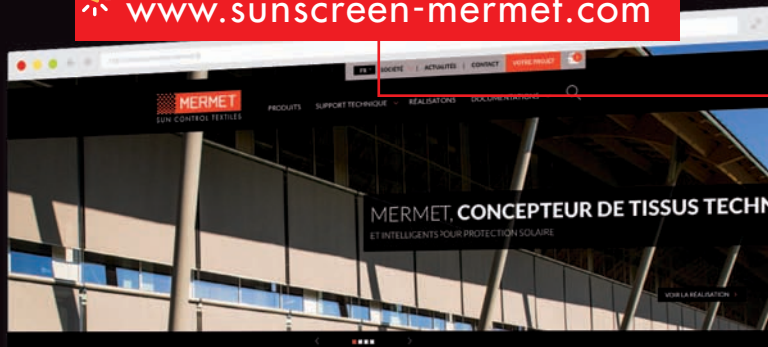 www.sunscreen-mermet.com
FR SOCIÉTÉ | ACTUALITÉS | CONTACT VOTRE PROJET
MERMET
SUN CONTROL TEXTILES
PRODUITS SUPPORT TECHNIQUE RÉALISATONS DOCUMENTATIONS
MERMET, CONCEPTEUR DE TISSUS TECHN
ET INTELLIGENTS POUR PROTECTION SOLAIRE
VOIR LA RÉALISATION >